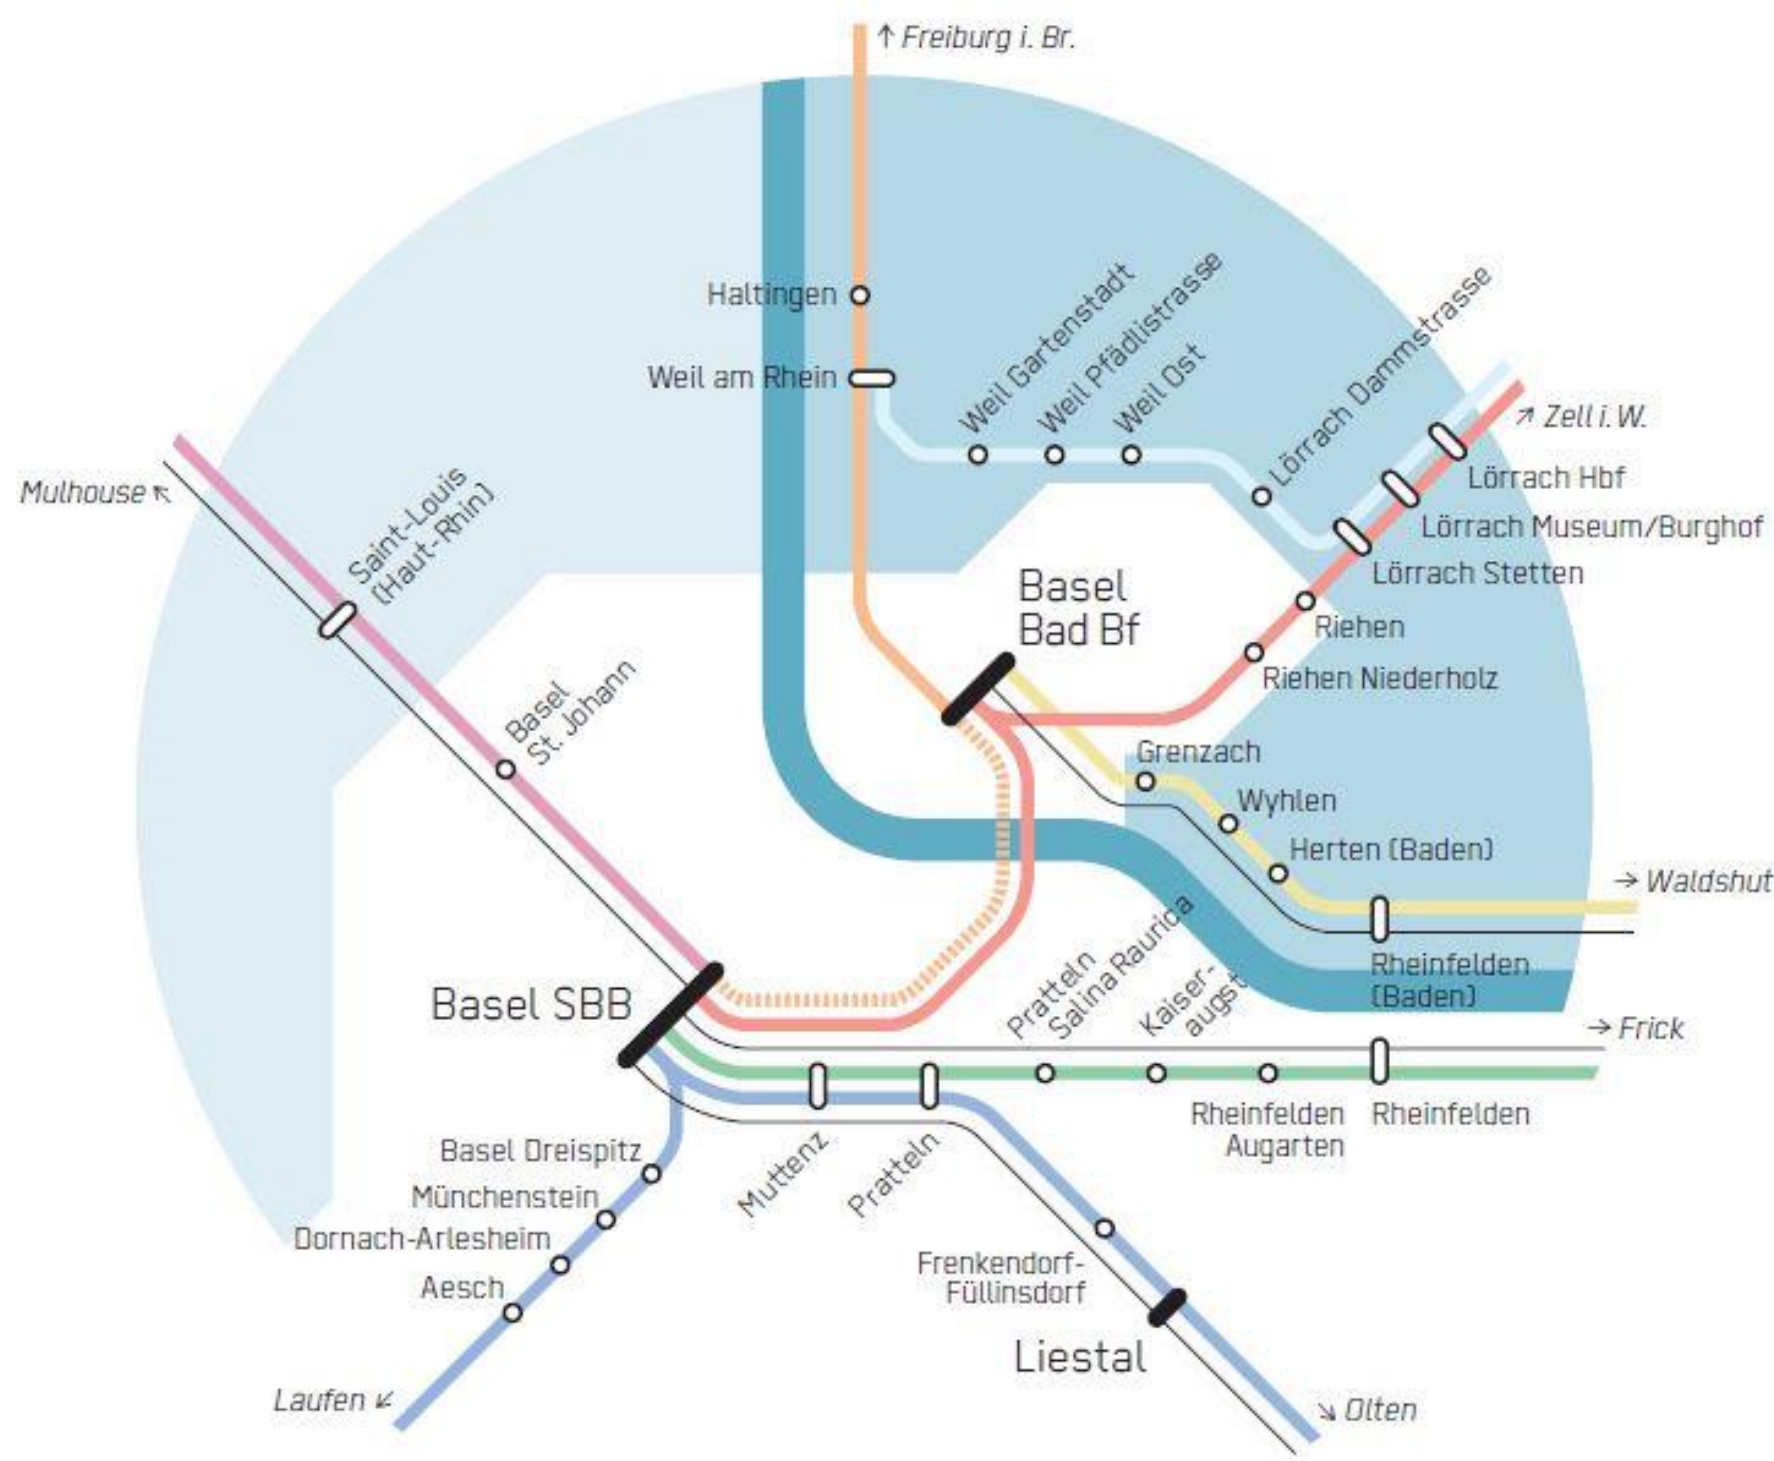 ↑ Freiburg i. Br.
Haltingen
Weil am Rhein
Weil Gartenstadt
Weil Pfädlistrasse
Weil Ost
Lörrach Dammstrasse
↗ Zell i. W.
Lörrach Hbf
Lörrach Museum/Burghof
Lörrach Stetten
Riehen
Riehen Niederholz
Mulhouse ↖
Saint-Louis
(Haut-Rhin)
Basel
St. Johann
Basel
Bad Bf
Grenzach
Wyhlen
Herten (Baden)
→ Waldshut
Rheinfelden
(Baden)
Basel SBB
Pratteln
Salina Raurica
Kaiser-
augst
→ Frick
Rheinfelden
Augarten
Rheinfelden
Muttenz
Pratteln
Basel Dreispitz
Münchenstein
Dornach-Arlesheim
Aesch
Laufen ↙
Frenkendorf-
Füllinsdorf
Liestal
↘ Olten